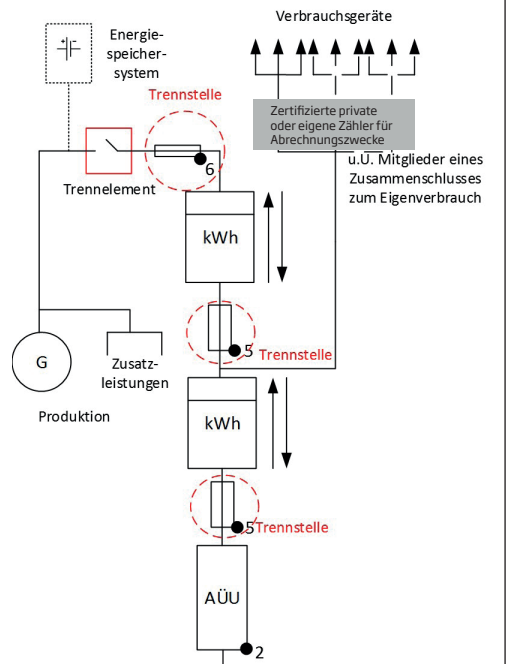 Verbrauchsgeräte
Energie-
speicher-
system
Trennstelle
Zertifizierte private
oder eigene Zähler für
Abrechnungszwecke
u.U. Mitglieder eines
Zusammenschlusses
zum Eigenverbrauch
6
Trennelement
kWh
5 Trennstelle
G
Zusatz-
leistungen
Produktion
kWh
5 Trennstelle
AÜU
2